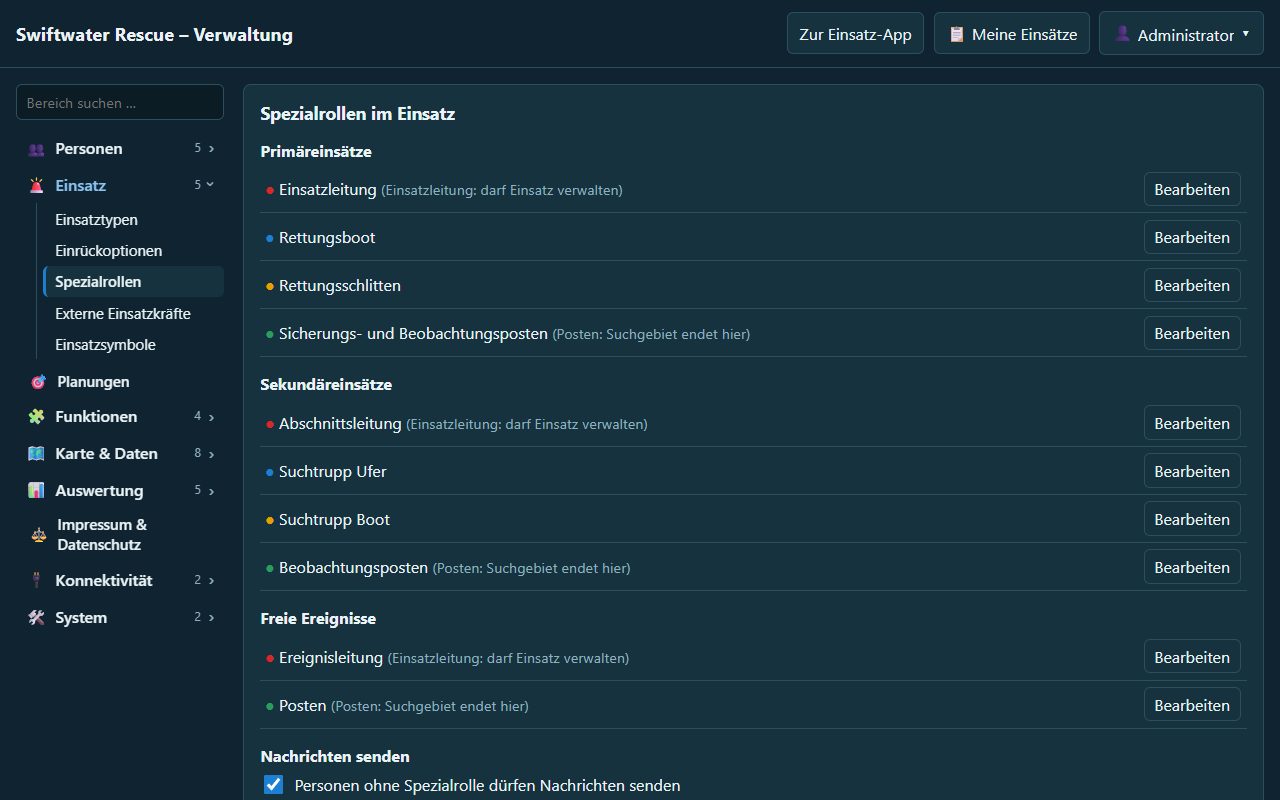 Swiftwater Rescue – Verwaltung
Zur Einsatz-App
Meine Einsätze
Administrator
Bereich suchen ...
Personen 5
Einsatz 5
Einsatztypen
Einrückoptionen
Spezialrollen
Externe Einsatzkräfte
Einsatzsymbole
Planungen
Funktionen 4
Karte & Daten 8
Auswertung 5
Impressum &
Datenschutz
Konnektivität 2
System 2
Spezialrollen im Einsatz
Primäreinsätze
Einsatzleitung (Einsatzleitung: darf Einsatz verwalten) Bearbeiten
Rettungsboot Bearbeiten
Rettungsschlitten Bearbeiten
Sicherungs- und Beobachtungsposten (Posten: Suchgebiet endet hier) Bearbeiten
Sekundäreinsätze
Abschnittsleitung (Einsatzleitung: darf Einsatz verwalten) Bearbeiten
Suchtrupp Ufer Bearbeiten
Suchtrupp Boot Bearbeiten
Beobachtungsposten (Posten: Suchgebiet endet hier) Bearbeiten
Freie Ereignisse
Ereignisleitung (Einsatzleitung: darf Einsatz verwalten) Bearbeiten
Posten (Posten: Suchgebiet endet hier) Bearbeiten
Nachrichten senden
Personen ohne Spezialrolle dürfen Nachrichten senden